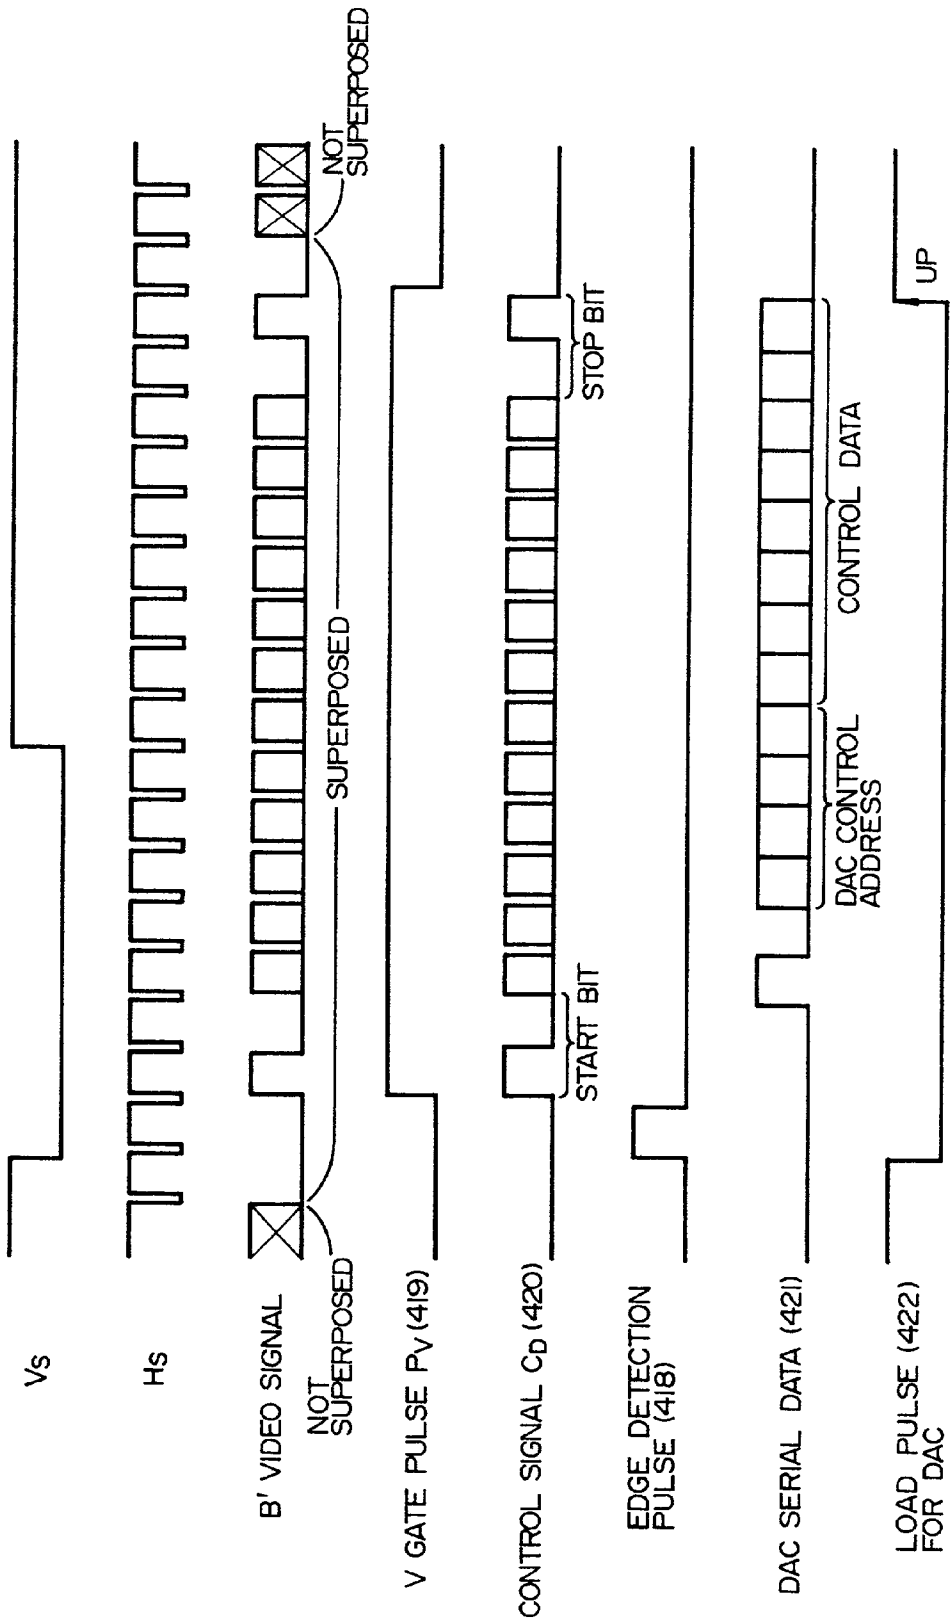 Vs
Hs
B' VIDEO SIGNAL
NOT
SUPERPOSED
SUPERPOSED
NOT
SUPERPOSED
V GATE PULSE Pv (419)
CONTROL SIGNAL CD (420)
START BIT
STOP BIT
EDGE DETECTION
PULSE (418)
DAC SERIAL DATA (421)
DAC CONTROL
ADDRESS
CONTROL DATA
LOAD PULSE (422)
FOR DAC
UP